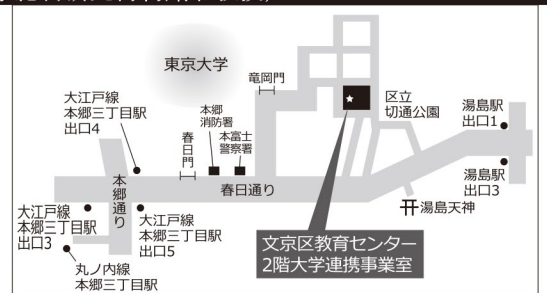 東京大学
竜岡門
区立
切通公園
大江戸線
本郷三丁目駅
出口4
本郷
消防署
本富士
警察署
春日門
湯島駅
出口1
本郷通り
春日通り
湯島駅
出口3
湯島天神
大江戸線
本郷三丁目駅
出口3
大江戸線
本郷三丁目駅
出口5
文京区教育センター
2階大学連携事業室
丸ノ内線
本郷三丁目駅